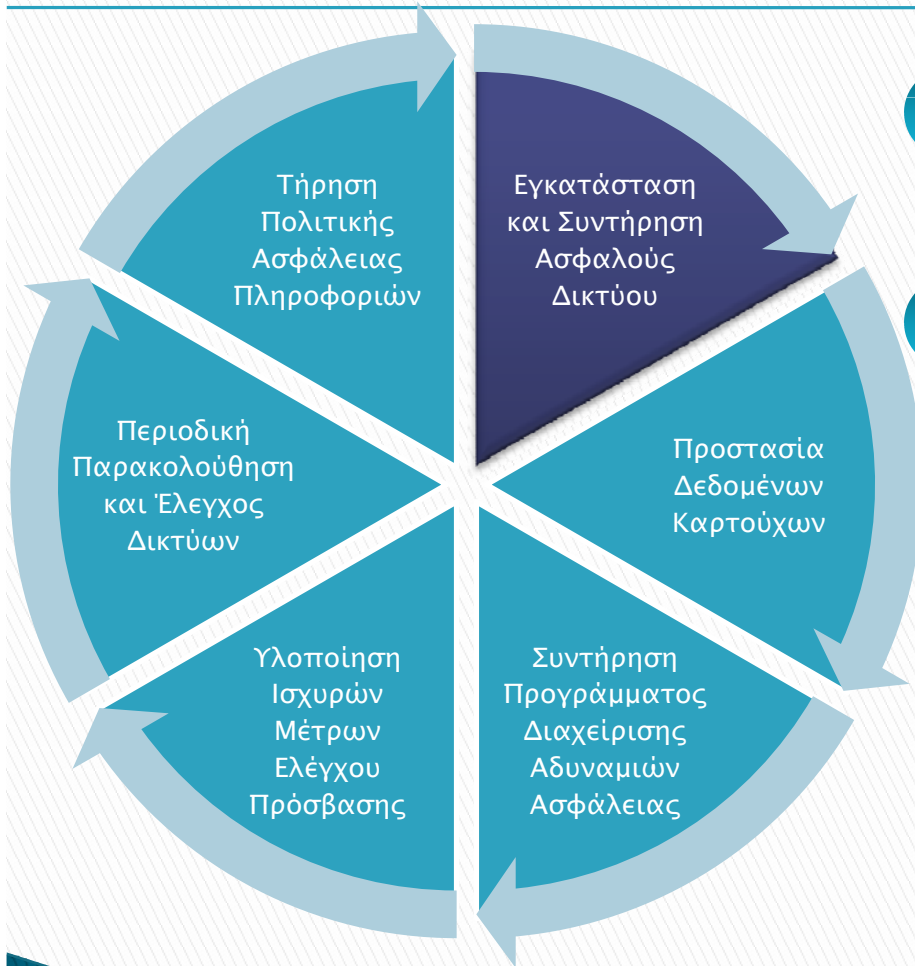 Τήρηση
Πολιτικής
Ασφάλειας
Πληροφοριών
Εγκατάσταση
και Συντήρηση
Ασφαλούς
Δικτύου
Προστασία
Δεδομένων
Καρτούχων
Συντήρηση
Προγράμματος
Διαχείρισης
Αδυναμιών
Ασφάλειας
Υλοποίηση
Ισχυρών
Μέτρων
Ελέγχου
Πρόσβασης
Περιοδική
Παρακολούθηση
και Έλεγχος
Δικτύων